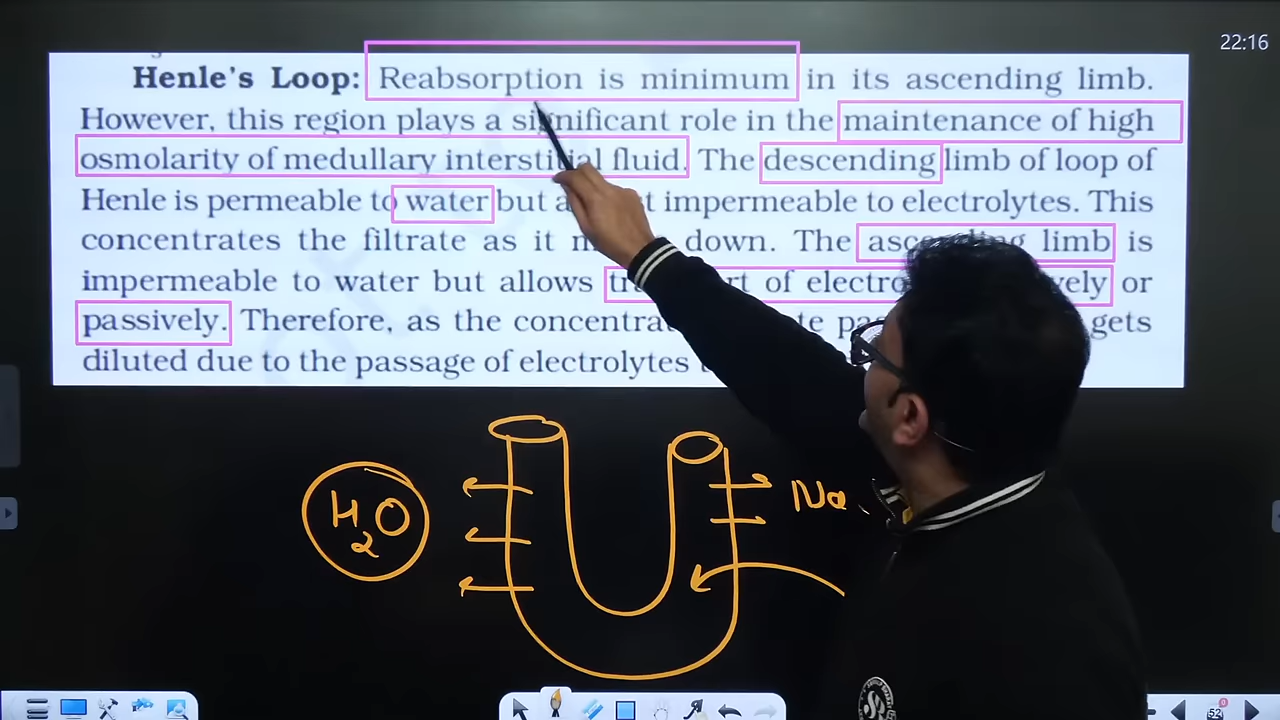 22:16
Henle's Loop: Reabsorption is minimum in its ascending limb.
However, this region plays a significant role in the maintenance of high
osmolarity of medullary interstitial fluid. The descending limb of loop of
Henle is permeable to water but impermeable to electrolytes. This
concentrates the filtrate as it down. The ascending limb is
impermeable to water but allows of or
passively. Therefore, as the gets
diluted due to the passage of electrolytes
H2O
Na
52